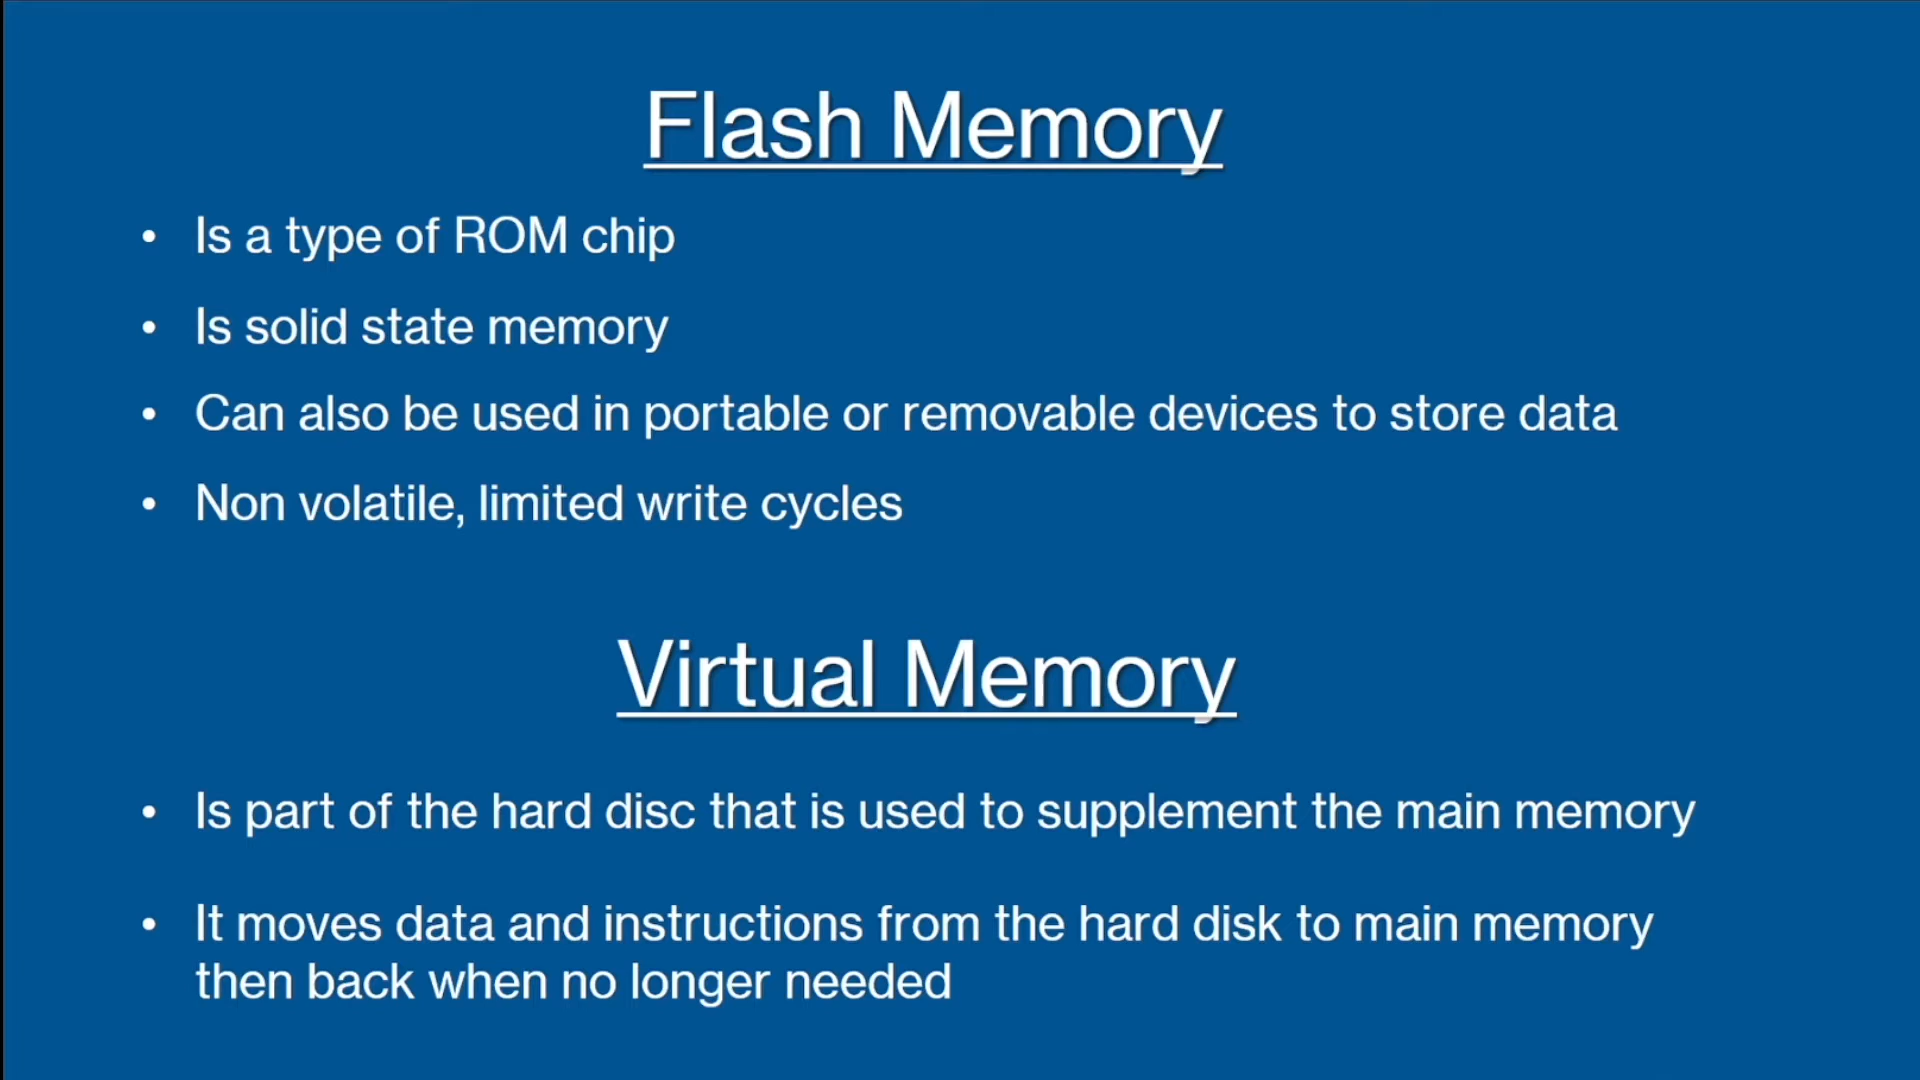 Flash Memory
• Is a type of ROM chip
• Is solid state memory
• Can also be used in portable or removable devices to store data
• Non volatile, limited write cycles
Virtual Memory
• Is part of the hard disc that is used to supplement the main memory
• It moves data and instructions from the hard disk to main memory
then back when no longer needed